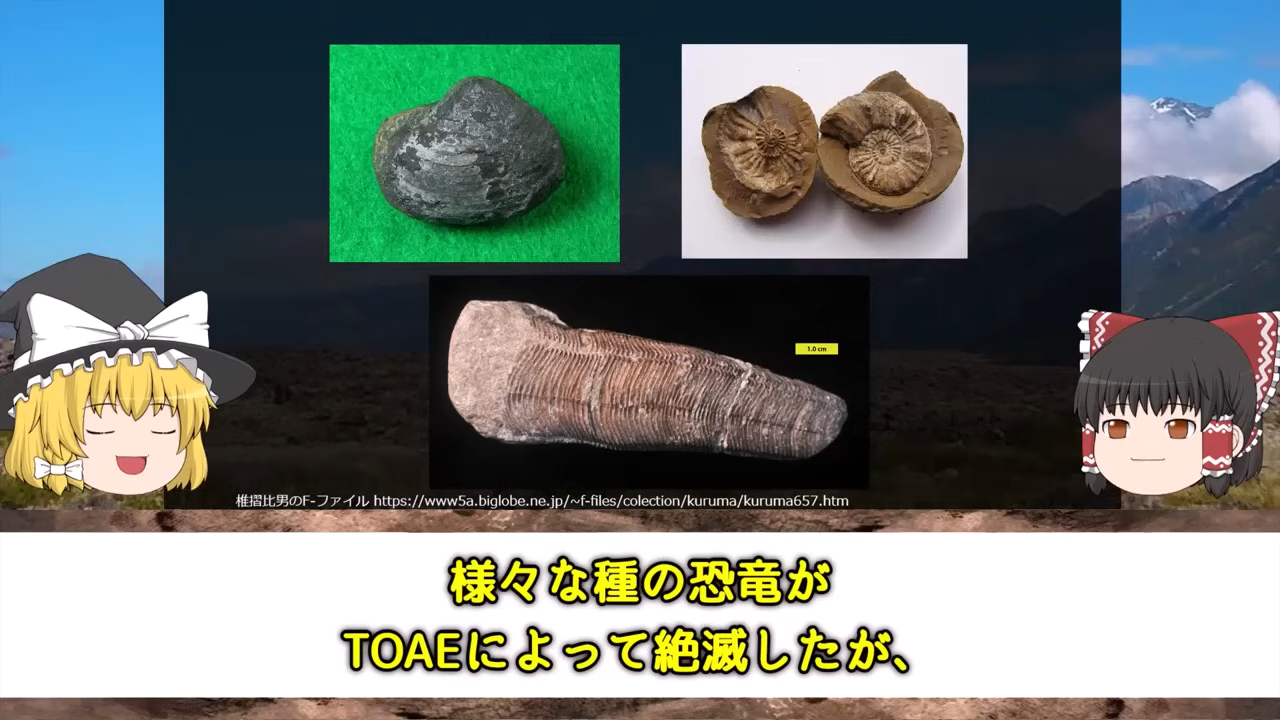 1.0 cm
椎摺比男のF-ファイル https://www5a.biglobe.ne.jp/~f-files/colection/kuruma/kuruma657.htm
様々な種の恐竜が
TOAEによって絶滅したが、